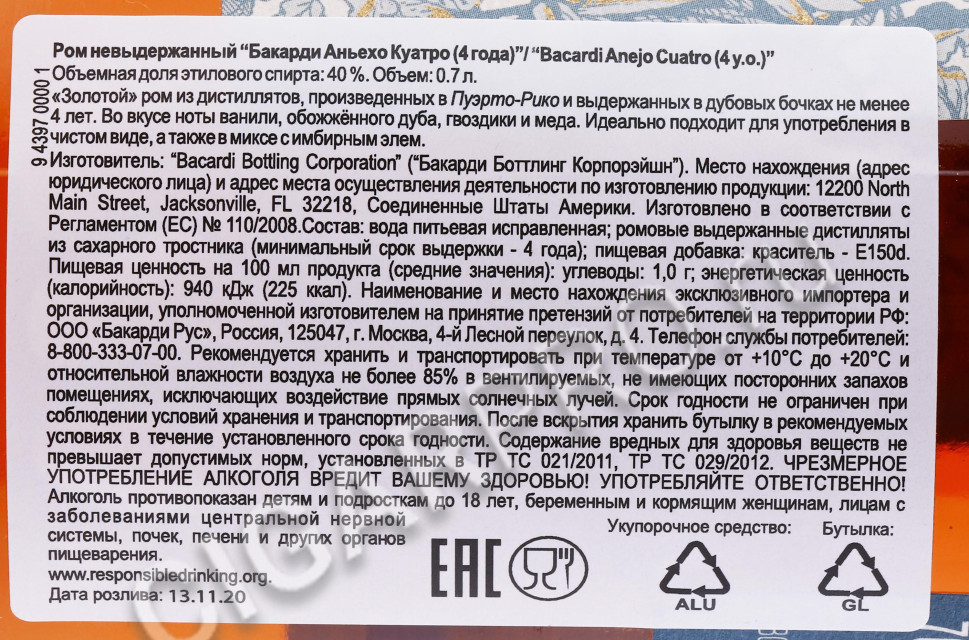 Ром невыдержанный “Бакарди Аньехо Куатро (4 года)”/ “Bacardi Anejo Cuatro (4 y.o.)”
Объемная доля этилового спирта: 40 %. Объем: 0.7 л.
«Золотой» ром из дистиллятов, произведенных в Пуэрто-Рико и выдержанных в дубовых бочках не менее
4 лет. Во вкусе ноты ванили, обожжённого дуба, гвоздики и меда. Идеально подходит для употребления в
чистом виде, а также в миксе с имбирным элем.
Изготовитель: “Bacardi Bottling Corporation” (“Бакарди Боттлинг Корпорэйшн”). Место нахождения (адрес
юридического лица) и адрес места осуществления деятельности по изготовлению продукции: 12200 North
Main Street, Jacksonville, FL 32218, Соединенные Штаты Америки. Изготовлено в соответствии с
Регламентом (ЕС) № 110/2008.Состав: вода питьевая исправленная; ромовые выдержанные дистилляты
из сахарного тростника (минимальный срок выдержки - 4 года); пищевая добавка: краситель - Е150d.
Пищевая ценность на 100 мл продукта (средние значения): углеводы: 1,0 г; энергетическая ценность
(калорийность): 940 кДж (225 ккал). Наименование и место нахождения эксклюзивного импортера и
организации, уполномоченной изготовителем на принятие претензий от потребителей на территории РФ:
ООО «Бакарди Рус», Россия, 125047, г. Москва, 4-й Лесной переулок, д. 4. Телефон службы потребителей:
8-800-333-07-00. Рекомендуется хранить и транспортировать при температуре от +10°С до +20°С и
относительной влажности воздуха не более 85% в вентилируемых, не имеющих посторонних запахов
помещениях, исключающих воздействие прямых солнечных лучей. Срок годности не ограничен при
соблюдении условий хранения и транспортирования. После вскрытия хранить бутылку в рекомендуемых
условиях в течение установленного срока годности. Содержание вредных для здоровья веществ не
превышает допустимых норм, установленных в ТР ТС 021/2011, ТР ТС 029/2012. ЧРЕЗМЕРНОЕ
УПОТРЕБЛЕНИЕ АЛКОГОЛЯ ВРЕДИТ ВАШЕМУ ЗДОРОВЬЮ! УПОТРЕБЛЯЙТЕ ОТВЕТСТВЕННО!
Алкоголь противопоказан детям и подросткам до 18 лет, беременным и кормящим женщинам, лицам с
заболеваниями центральной нервной
системы, почек, печени и других органов
пищеварения.
www.responsibledrinking.org.
Дата розлива: 13.11.20
Укупорочное средство:
Бутылка:
EAC
ALU
GL
9 4397 00001
CIGARPRO.ru